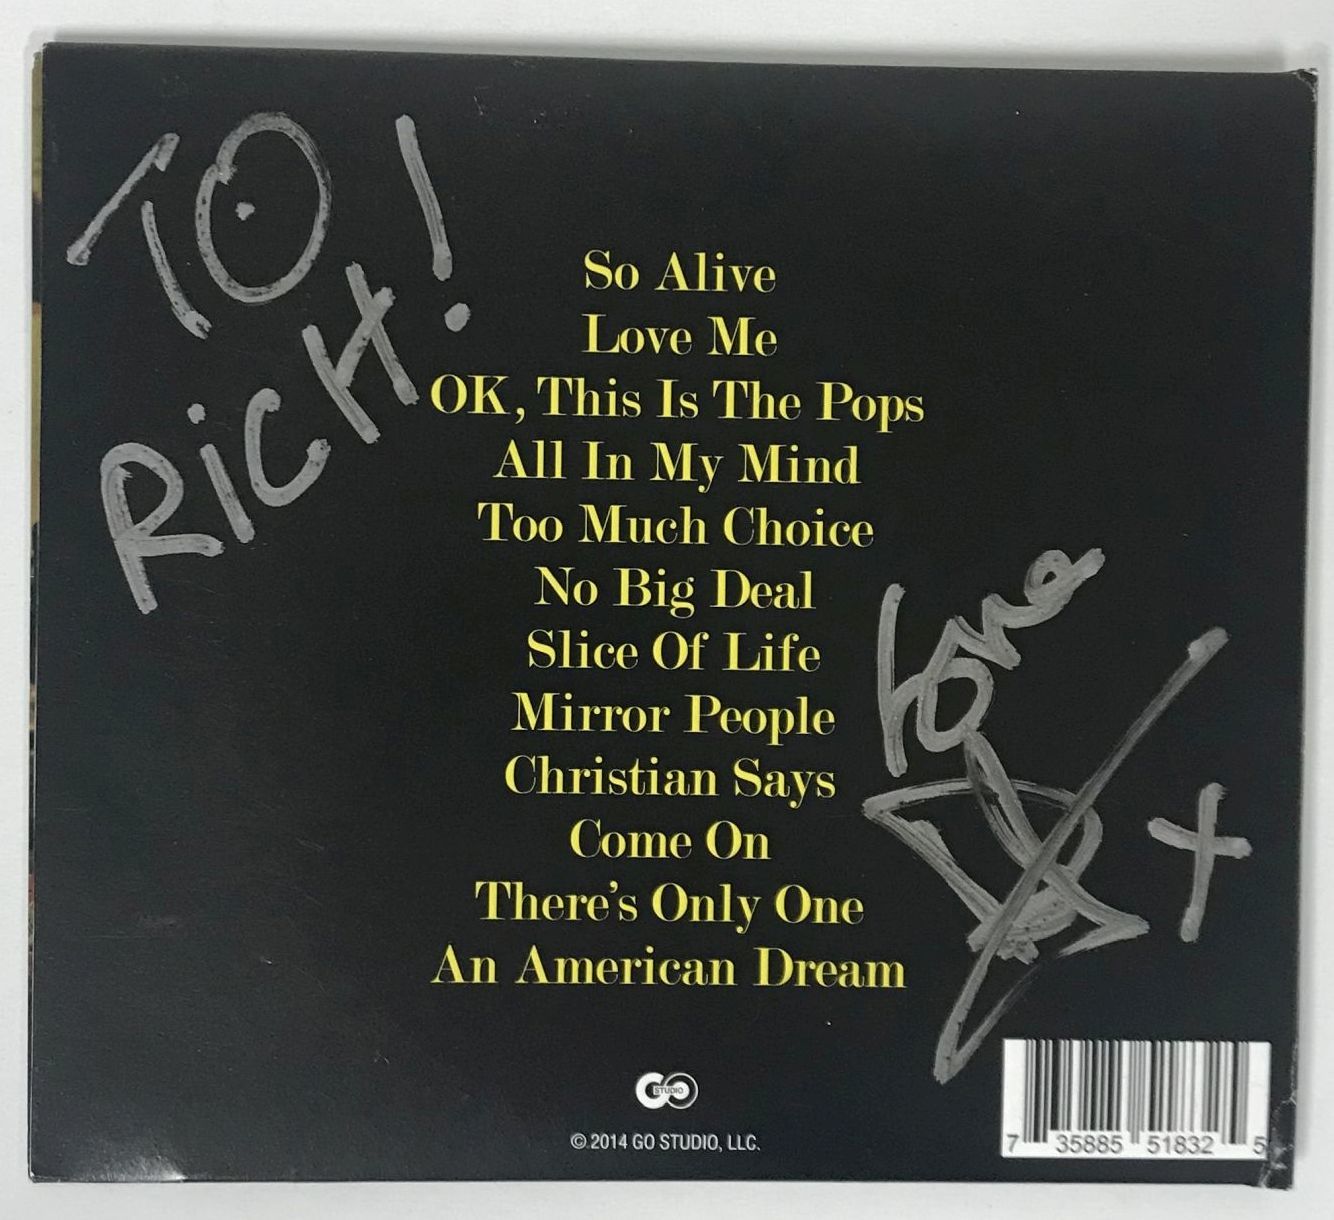 TO
RiCH!
So Alive
Love Me
OK, This Is The Pops
All In My Mind
Too Much Choice
No Big Deal
Slice Of Life
Mirror People
Christian Says
Come On
There's Only One
An American Dream
Love
X
GO STUDIO
© 2014 GO STUDIO, LLC.
7 35885 51832 5